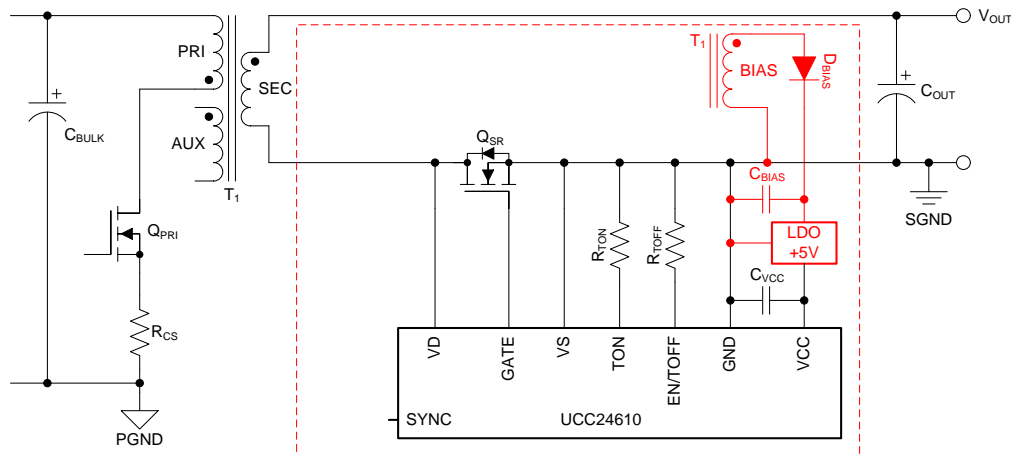 PRI
SEC
AUX
T1
CBULK
+
QPRI
RCS
PGND
T1
BIAS
DBIAS
VOUT
+
COUT
SGND
QSR
CBIAS
LDO
+5V
RTON
RTOFF
CVCC
VD
GATE
VS
TON
EN/TOFF
GND
VCC
SYNC
UCC24610